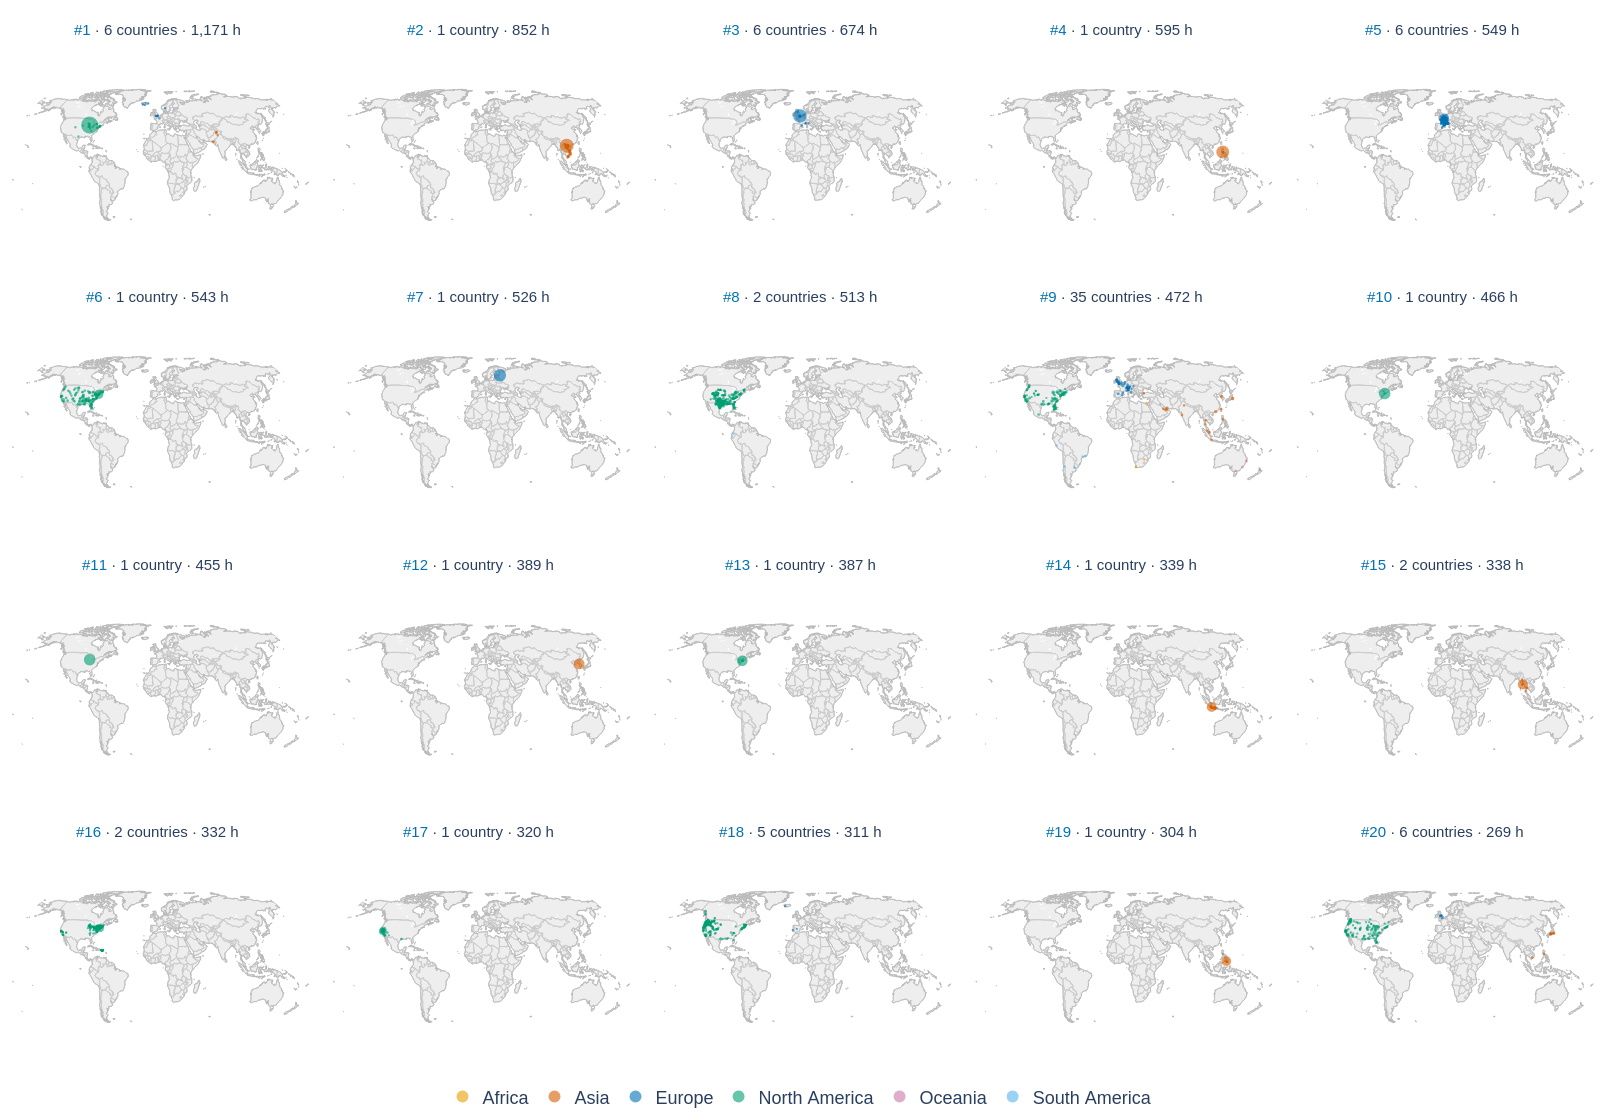 #1 · 6 countries · 1,171 h
#2 · 1 country · 852 h
#3 · 6 countries · 674 h
#4 · 1 country · 595 h
#5 · 6 countries · 549 h
#6 · 1 country · 543 h
#7 · 1 country · 526 h
#8 · 2 countries · 513 h
#9 · 35 countries · 472 h
#10 · 1 country · 466 h
#11 · 1 country · 455 h
#12 · 1 country · 389 h
#13 · 1 country · 387 h
#14 · 1 country · 339 h
#15 · 2 countries · 338 h
#16 · 2 countries · 332 h
#17 · 1 country · 320 h
#18 · 5 countries · 311 h
#19 · 1 country · 304 h
#20 · 6 countries · 269 h
Africa
Asia
Europe
North America
Oceania
South America